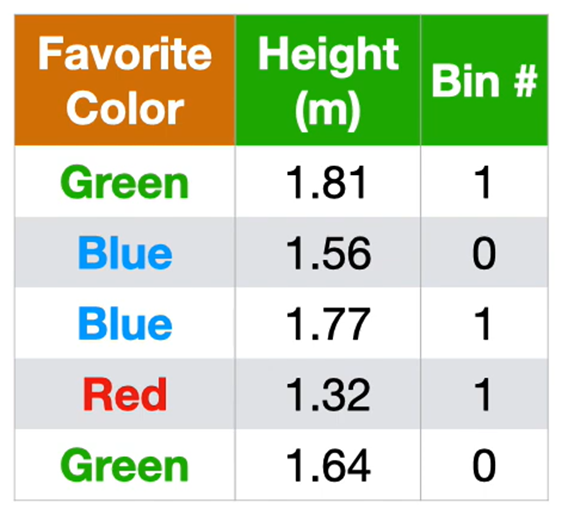 Favorite Color Height (m) Bin #
Green 1.81 1
Blue 1.56 0
Blue 1.77 1
Red 1.32 1
Green 1.64 0